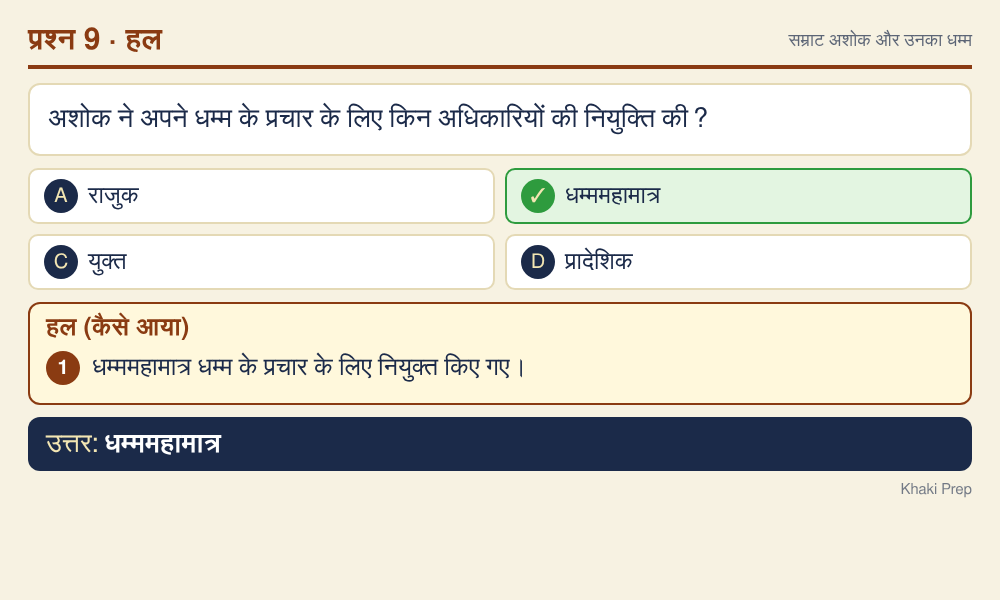 प्रश्न 9 · हल
सम्राट अशोक और उनका धम्म
अशोक ने अपने धम्म के प्रचार के लिए किन अधिकारियों की नियुक्ति की ?
A राजुक
✓ धम्ममहामात्र
C युक्त
D प्रादेशिक
हल (कैसे आया)
1 धम्ममहामात्र धम्म के प्रचार के लिए नियुक्त किए गए।
उत्तर: धम्ममहामात्र
Khaki Prep